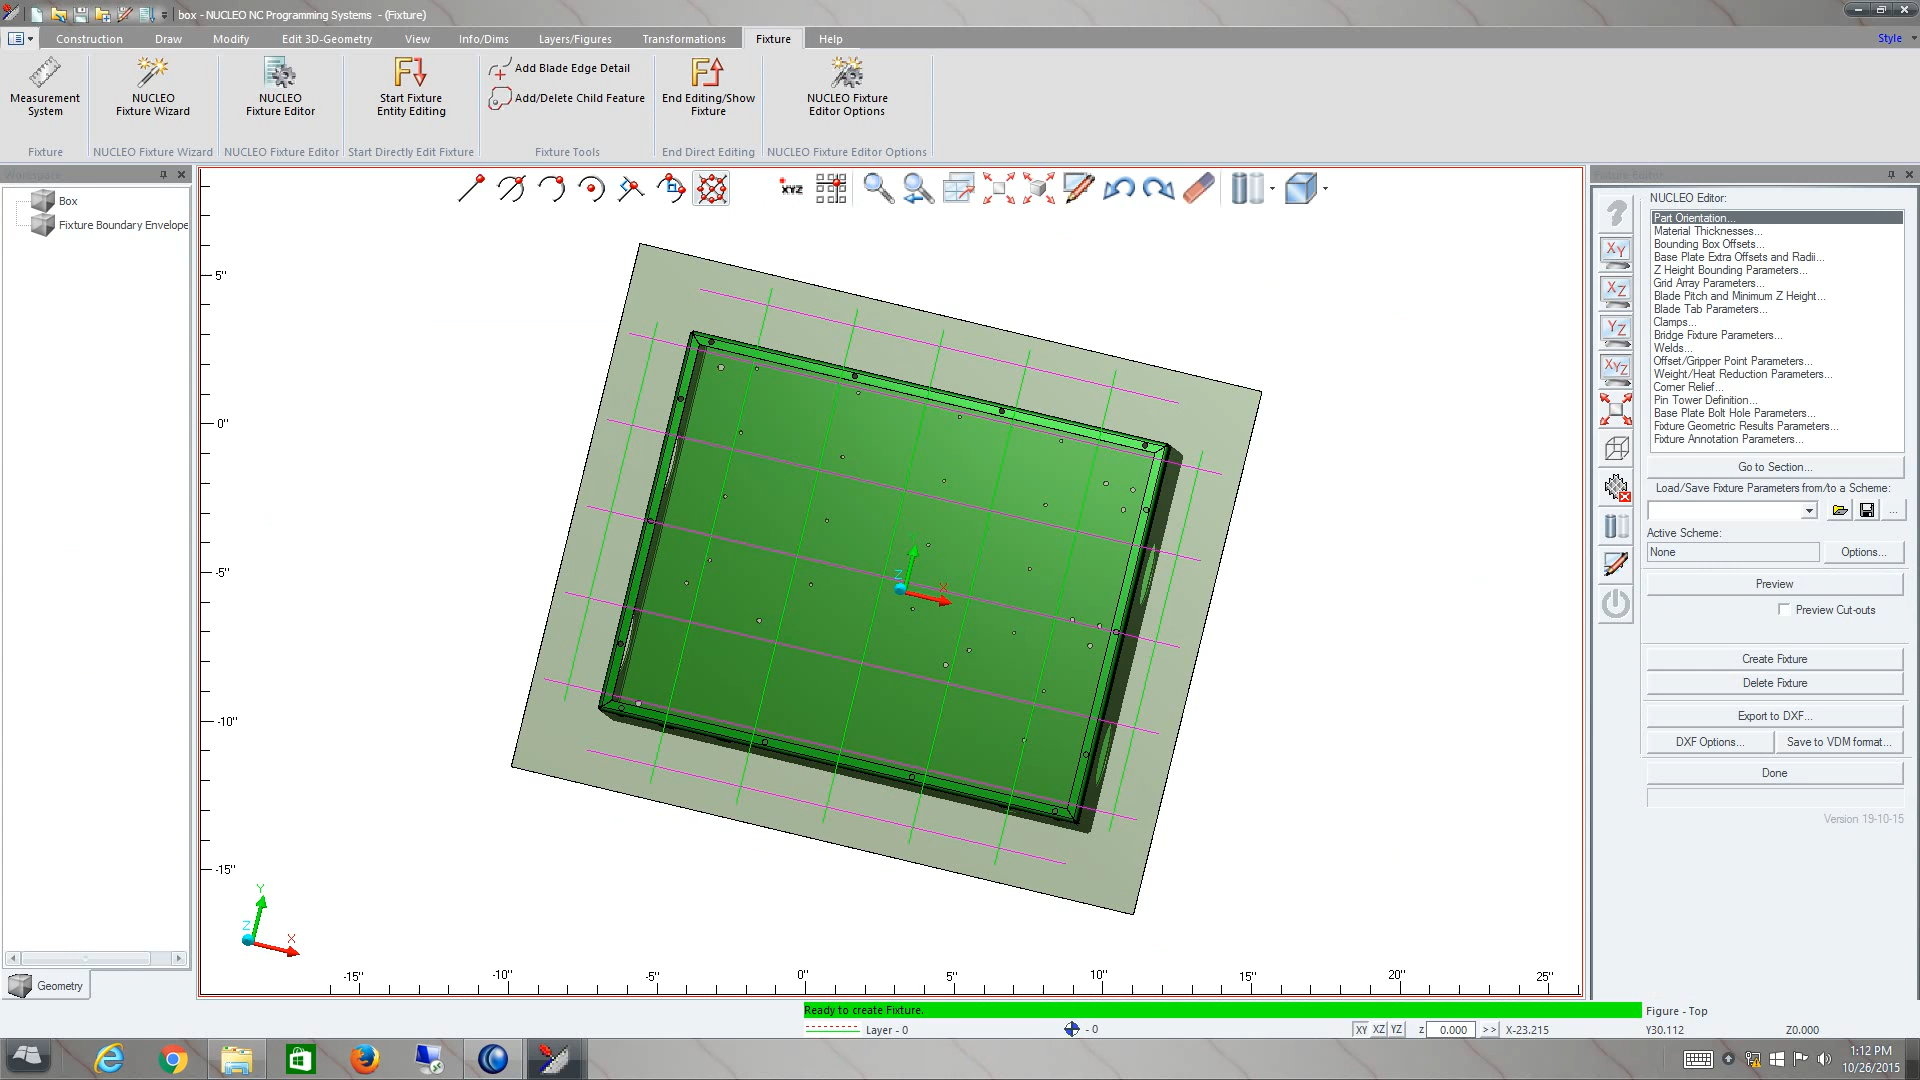 box - NUCLEO NC Programming Systems - (Fixture)
Construction Draw Modify Edit 3D-Geometry View Info/Dims Layers/Figures Transformations Fixture Help Style
Measurement System
NUCLEO Fixture Wizard
NUCLEO Fixture Editor
Start Fixture Entity Editing
Add Blade Edge Detail
Add/Delete Child Feature
End Editing/Show Fixture
NUCLEO Fixture Editor Options
Fixture NUCLEO Fixture Wizard NUCLEO Fixture Editor Start Directly Edit Fixture Fixture Tools End Direct Editing NUCLEO Fixture Editor Options
Workspace
Box
Fixture Boundary Envelope
Geometry
XYZ
5"
0"
-5"
-10"
-15"
Z X
Y
Z X
-15" -10" -5" 0" 5" 10" 15" 20" 25"
Fixture Editor
XY
XZ
YZ
XYZ
NUCLEO Editor:
Part Orientation...
Material Thicknesses...
Bounding Box Offsets...
Base Plate Extra Offsets and Radii...
Z Height Bounding Parameters...
Grid Array Parameters...
Blade Pitch and Minimum Z Height...
Blade Tab Parameters...
Clamps...
Bridge Fixture Parameters...
Welds...
Offset/Gripper Point Parameters...
Weight/Heat Reduction Parameters...
Corner Relief...
Pin Tower Definition...
Base Plate Bolt Hole Parameters...
Fixture Geometric Results Parameters...
Fixture Annotation Parameters...
Go to Section...
Load/Save Fixture Parameters from/to a Scheme:
...
Active Scheme:
None Options...
Preview
Preview Cut-outs
Create Fixture
Delete Fixture
Export to DXF...
DXF Options... Save to VDM format...
Done
Version 19-10-15
Ready to create Fixture. Figure - Top
Layer - 0 - 0 XY XZ YZ z 0.000 >> X-23.215 Y30.112 Z0.000
1:12 PM
10/26/2015